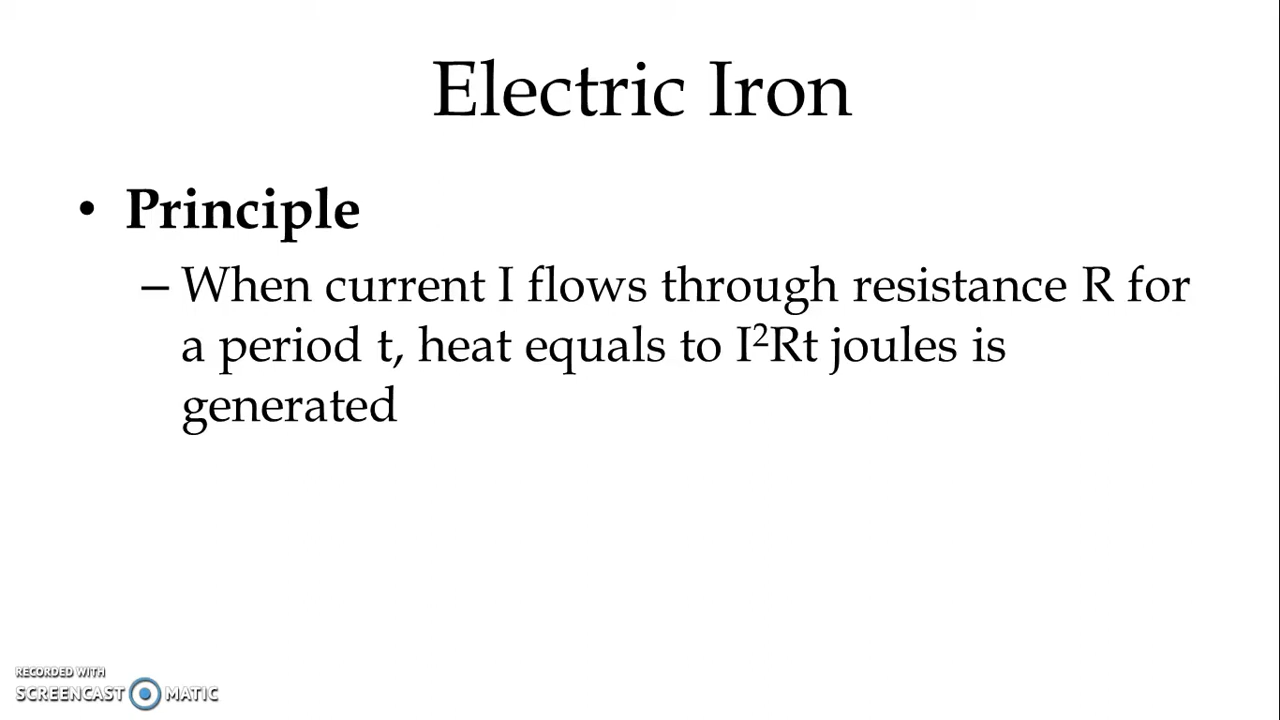 Electric Iron
• Principle
– When current I flows through resistance R for
a period t, heat equals to I²Rt joules is
generated
RECORDED WITH
SCREENCAST MATIC